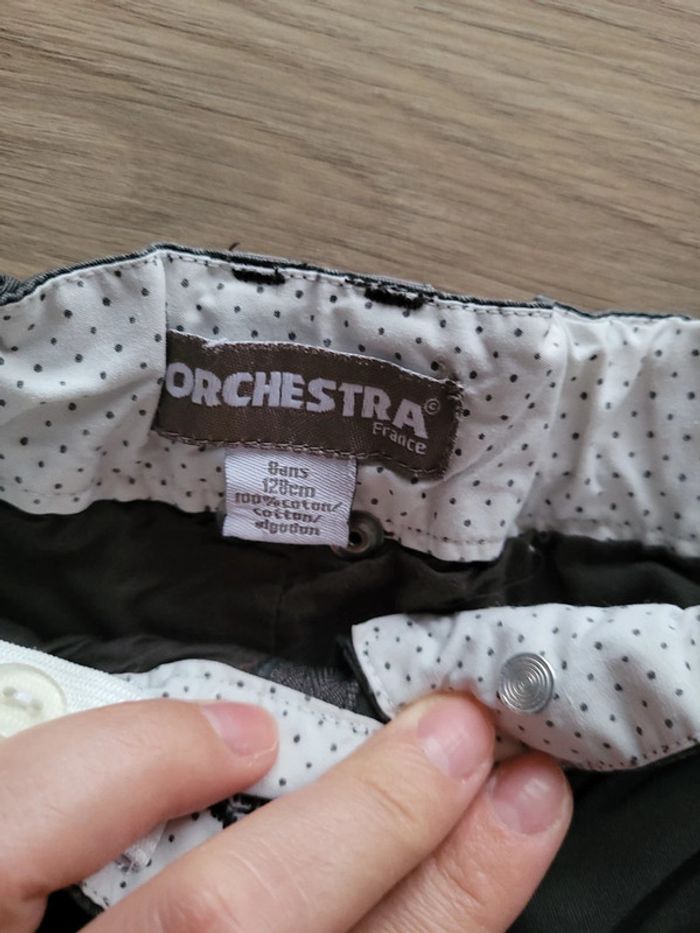 ORCHESTRA©
France
8ans
128cm
100%coton/
cotton/
algodon